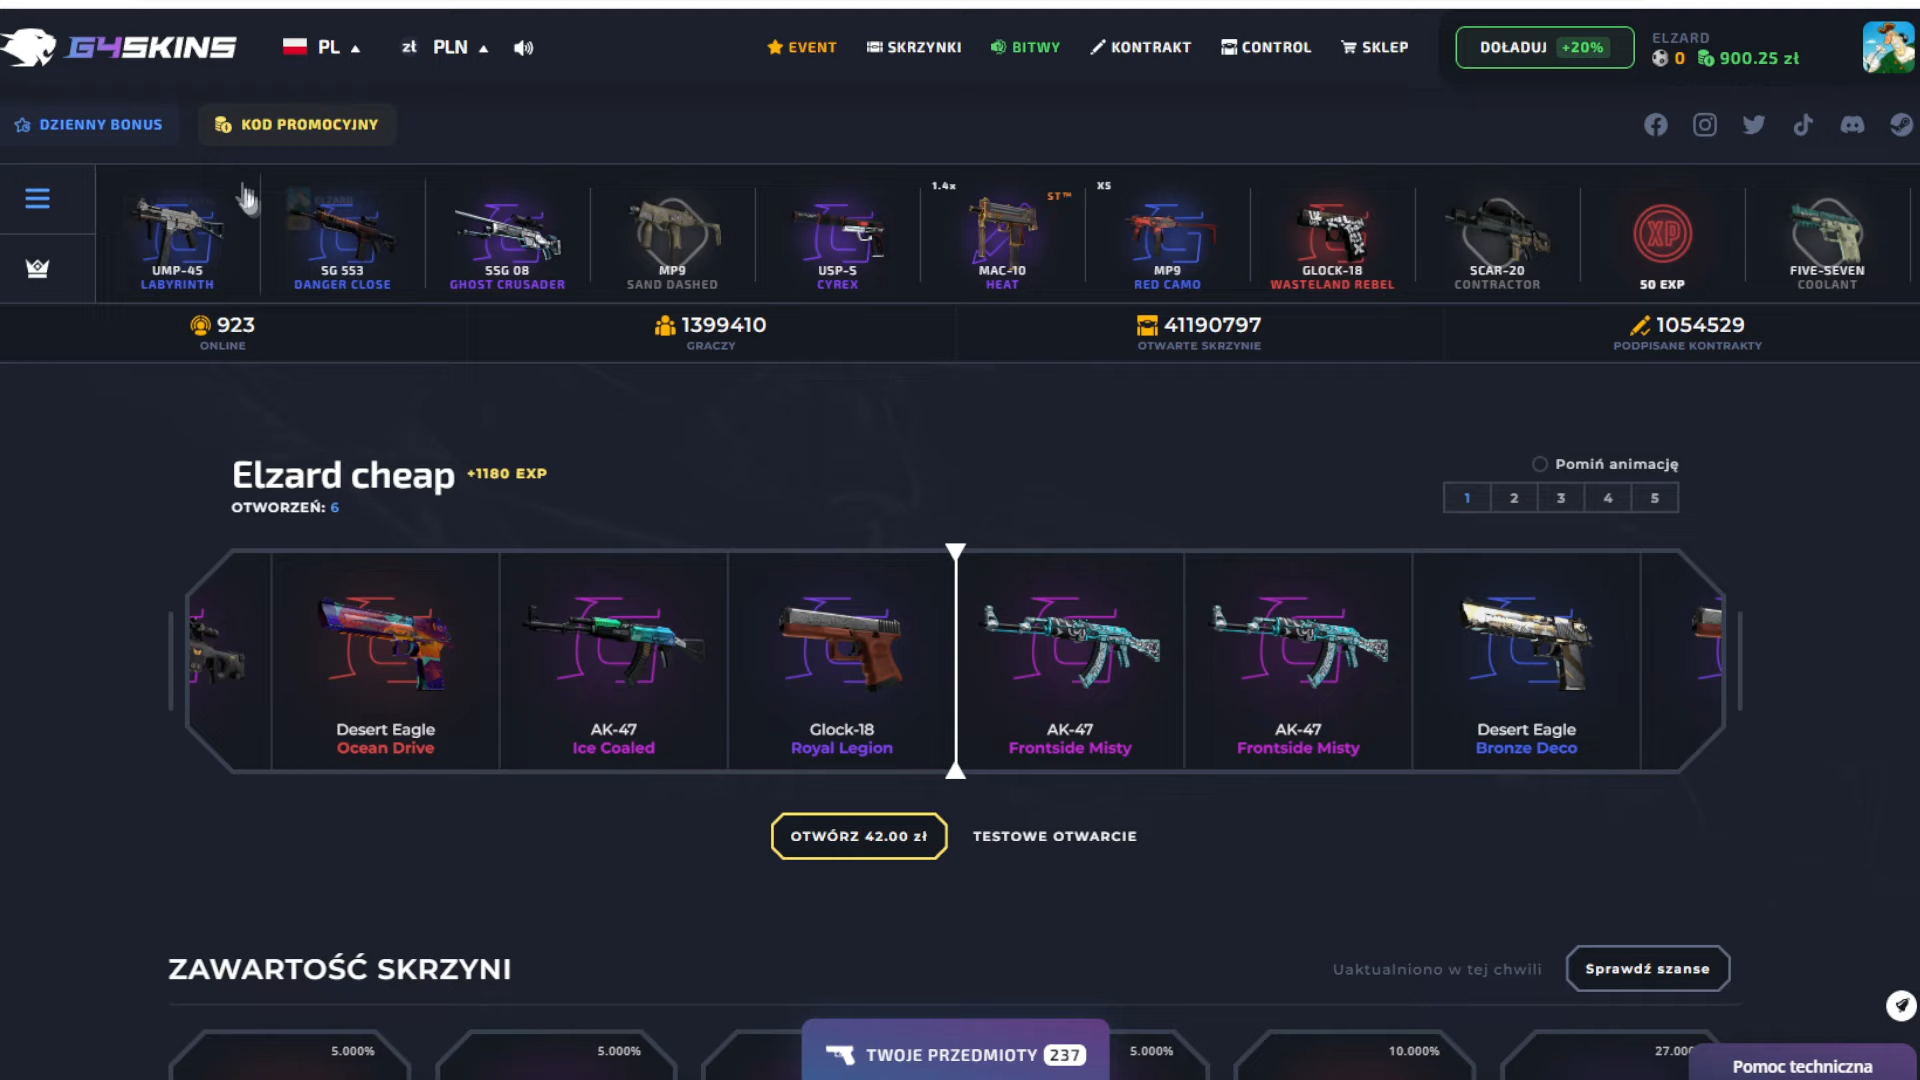 G4SKINS
PL
zł PLN
EVENT
SKRZYNKI
BITWY
KONTRAKT
CONTROL
SKLEP
DOŁADUJ +20%
ELZARD
0 900.25 zł
DZIENNY BONUS
KOD PROMOCYJNY
UMP-45
LABYRINTH
SG 553
DANGER CLOSE
SSG 08
GHOST CRUSADER
MP9
SAND DASHED
USP-S
CYREX
1.4x
ST™
MAC-10
HEAT
X5
MP9
RED CAMO
GLOCK-18
WASTELAND REBEL
SCAR-20
CONTRACTOR
XP
50 EXP
FIVE-SEVEN
COOLANT
923
ONLINE
1399410
GRACZY
41190797
OTWARTE SKRZYNIE
1054529
PODPISANE KONTRAKTY
Elzard cheap +1180 EXP
OTWORZEŃ: 6
Pomiń animację
1 2 3 4 5
Desert Eagle
Ocean Drive
AK-47
Ice Coaled
Glock-18
Royal Legion
AK-47
Frontside Misty
AK-47
Frontside Misty
Desert Eagle
Bronze Deco
OTWÓRZ 42.00 zł
TESTOWE OTWARCIE
ZAWARTOŚĆ SKRZYNI
Uaktualniono w tej chwili
Sprawdź szanse
5.000%
5.000%
TWOJE PRZEDMIOTY 237
5.000%
10.000%
27.00
Pomoc techniczna